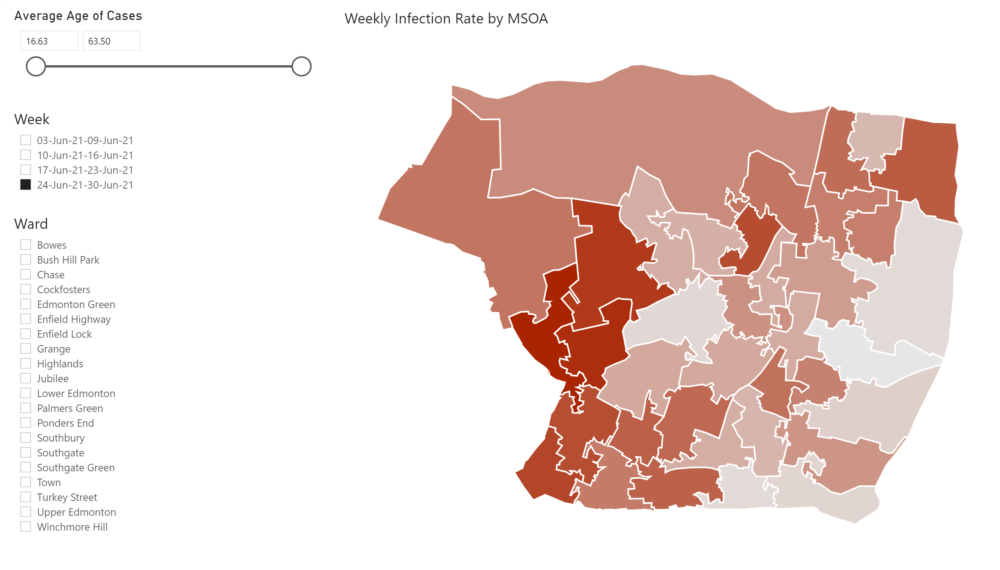 Average Age of Cases
16.63 63.50
Week
03-Jun-21-09-Jun-21
10-Jun-21-16-Jun-21
17-Jun-21-23-Jun-21
24-Jun-21-30-Jun-21
Ward
Bowes
Bush Hill Park
Chase
Cockfosters
Edmonton Green
Enfield Highway
Enfield Lock
Grange
Highlands
Jubilee
Lower Edmonton
Palmers Green
Ponders End
Southbury
Southgate
Southgate Green
Town
Turkey Street
Upper Edmonton
Winchmore Hill
Weekly Infection Rate by MSOA